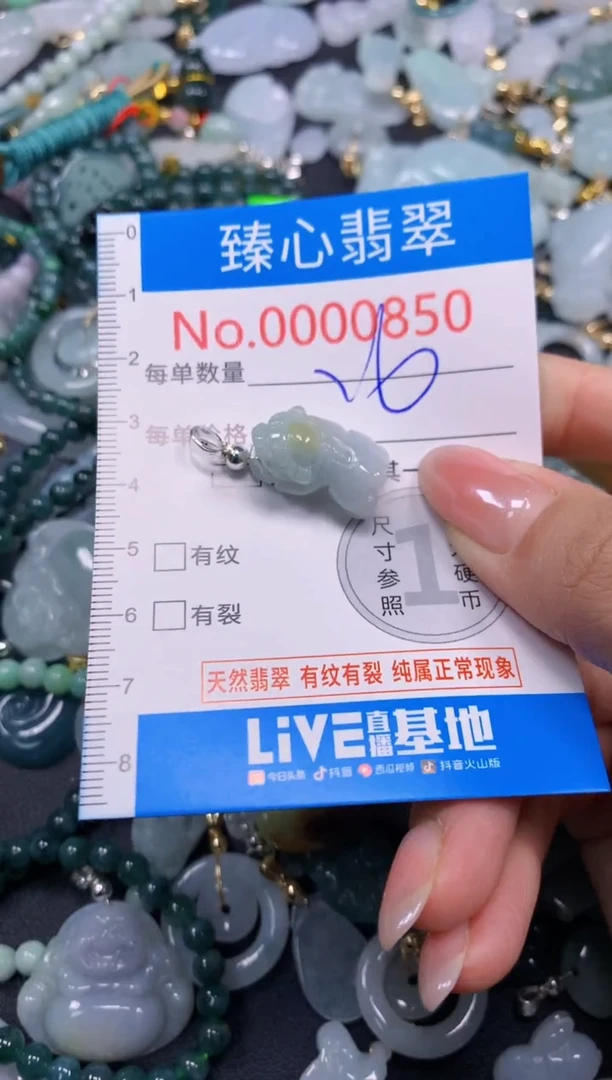 臻心翡翠
0
1
2
3
4
5
6
7
8
No.0000850
每单数量
每单价格
其一
有纹
有裂
尺寸参照
1
硬币
天然翡翠 有纹有裂 纯属正常现象
LiVE直播基地
今日头条 抖音 西瓜视频 抖音火山版